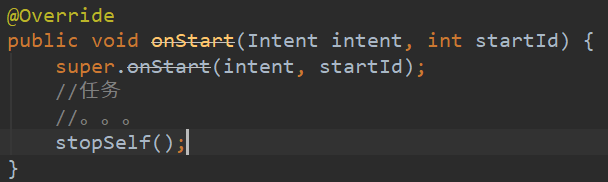 @Override
public void onStart(Intent intent, int startId) {
    super.onStart(intent, startId);
    //任务
    //。。。
    stopSelf();
}